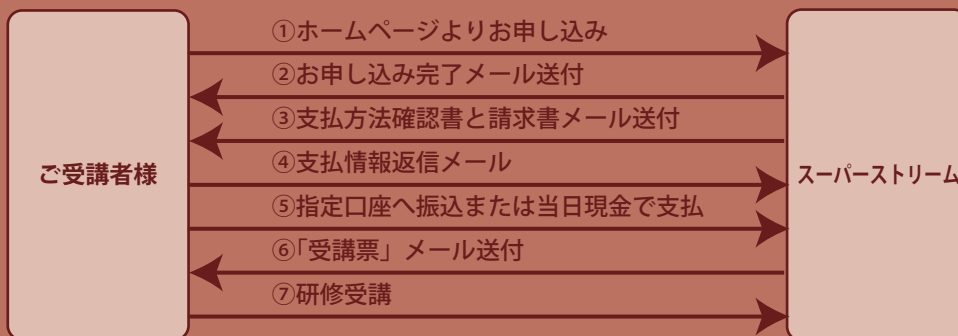 ①ホームページよりお申し込み
②お申し込み完了メール送付
③支払方法確認書と請求書メール送付
④支払情報返信メール
ご受講者様
スーパーストリーム
⑤指定口座へ振込または当日現金で支払
⑥「受講票」メール送付
⑦研修受講